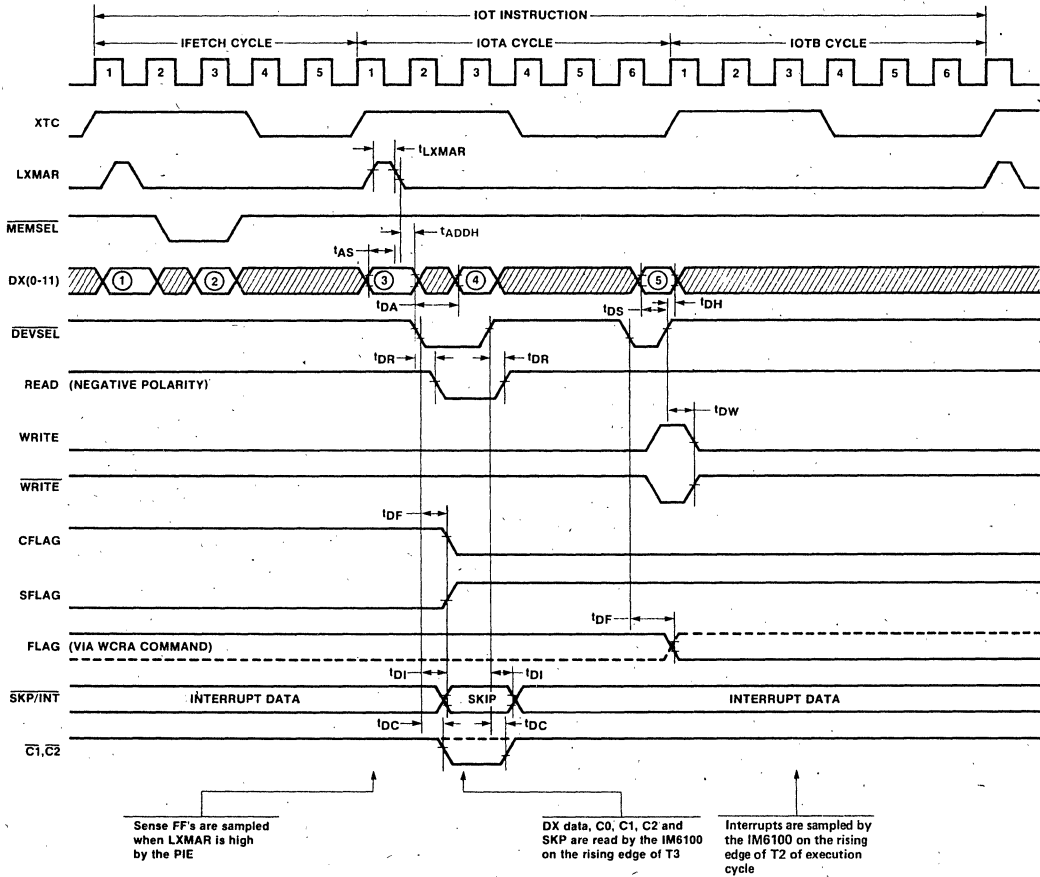 IOT INSTRUCTION
IFETCH CYCLE IOTA CYCLE IOTB CYCLE
1 2 3 4 5 1 2 3 4 5 6 1 2 3 4 5 6
XTC
tLXMAR
LXMAR
MEMSEL
tADDH
tAS
DX(0-11) 1 2 3 4 5
tDA tDS tDH
DEVSEL
tDR tDR
READ (NEGATIVE POLARITY)
tDW
WRITE
WRITE
tDF
CFLAG
SFLAG
tDF
FLAG (VIA WCRA COMMAND)
tDI tDI
SKP/INT INTERRUPT DATA SKIP INTERRUPT DATA
tDC tDC
C1,C2
Sense FF's are sampled
when LXMAR is high
by the PIE
DX data, C0, C1, C2 and
SKP are read by the IM6100
on the rising edge of T3
Interrupts are sampled by
the IM6100 on the rising
edge of T2 of execution
cycle